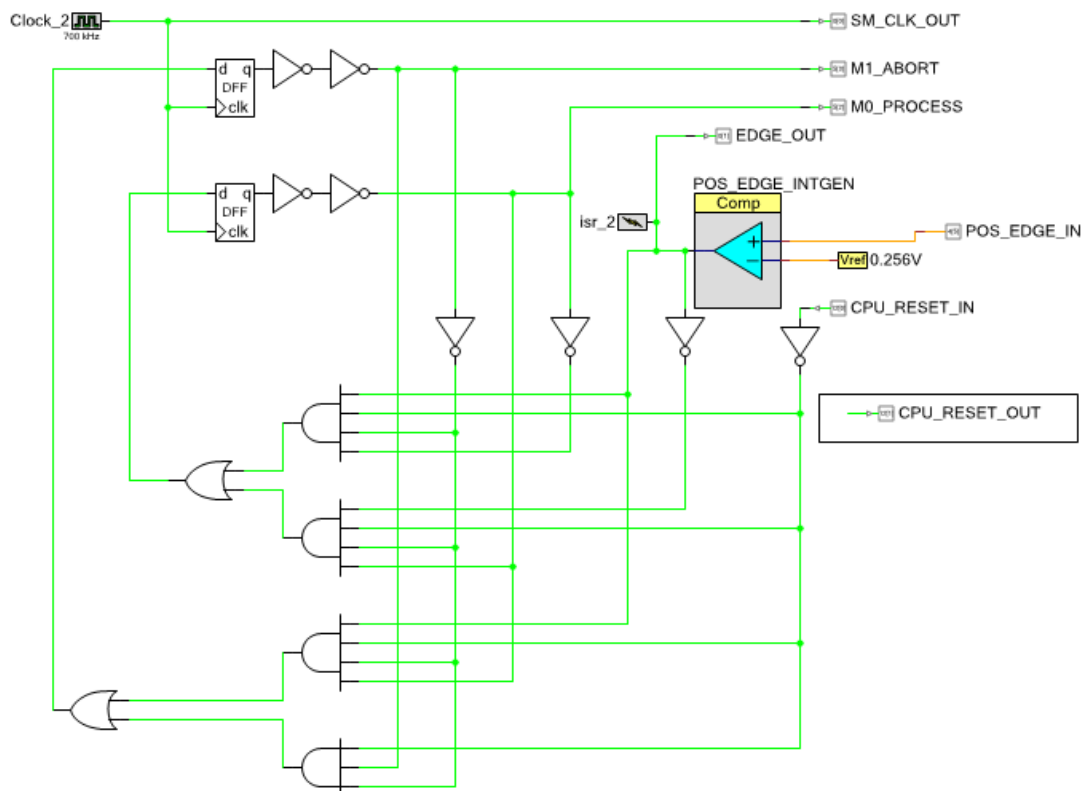 Clock_2
700 kHz
SM_CLK_OUT
d q
DFF
clk
M1_ABORT
M0_PROCESS
EDGE_OUT
d q
DFF
clk
POS_EDGE_INTGEN
Comp
isr_2
+
−
POS_EDGE_IN
Vref 0.256V
CPU_RESET_IN
CPU_RESET_OUT